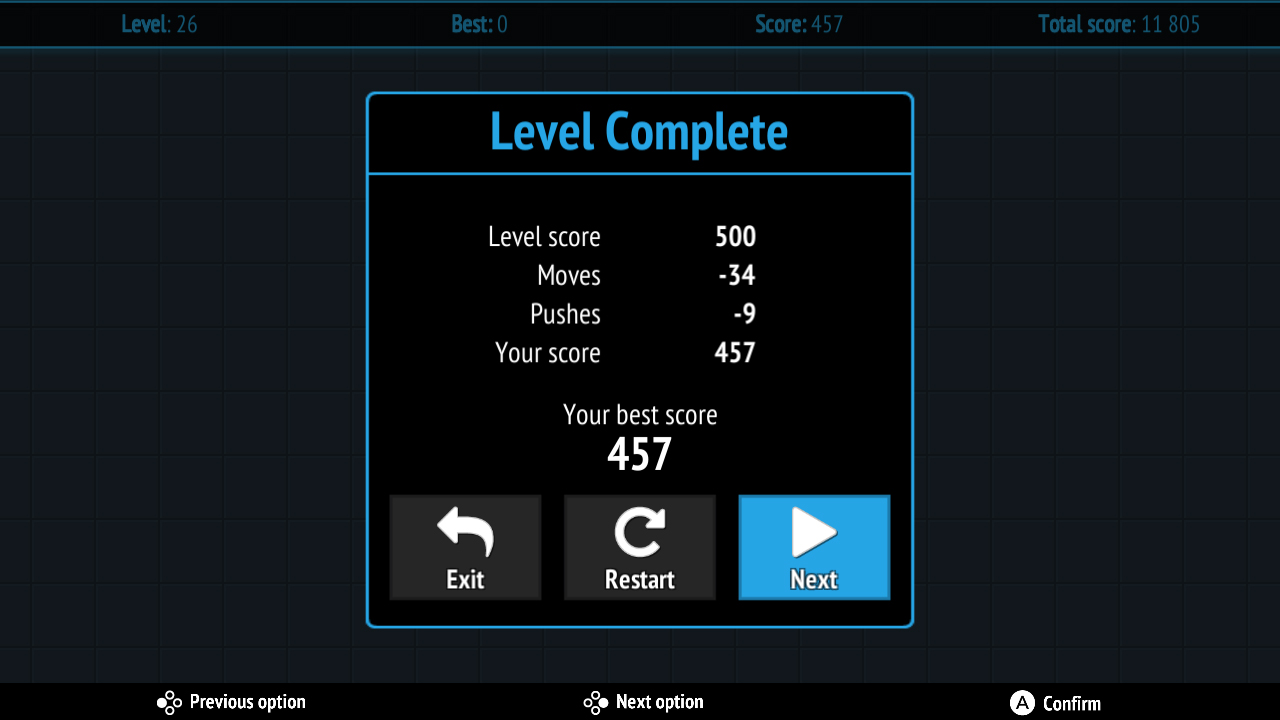 Level: 26 Best: 0 Score: 457 Total score: 11 805
Level Complete
Level score 500
Moves -34
Pushes -9
Your score 457
Your best score
457
Exit Restart Next
Previous option Next option A Confirm